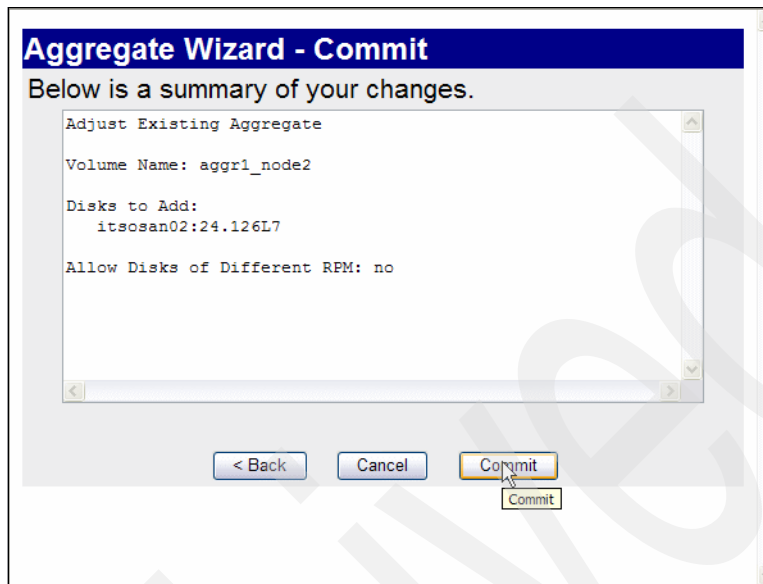 Aggregate Wizard - Commit
Below is a summary of your changes.
Adjust Existing Aggregate
Volume Name: aggr1_node2
Disks to Add:
itsosan02:24.126L7
Allow Disks of Different RPM: no
< Back Cancel Commit
Commit